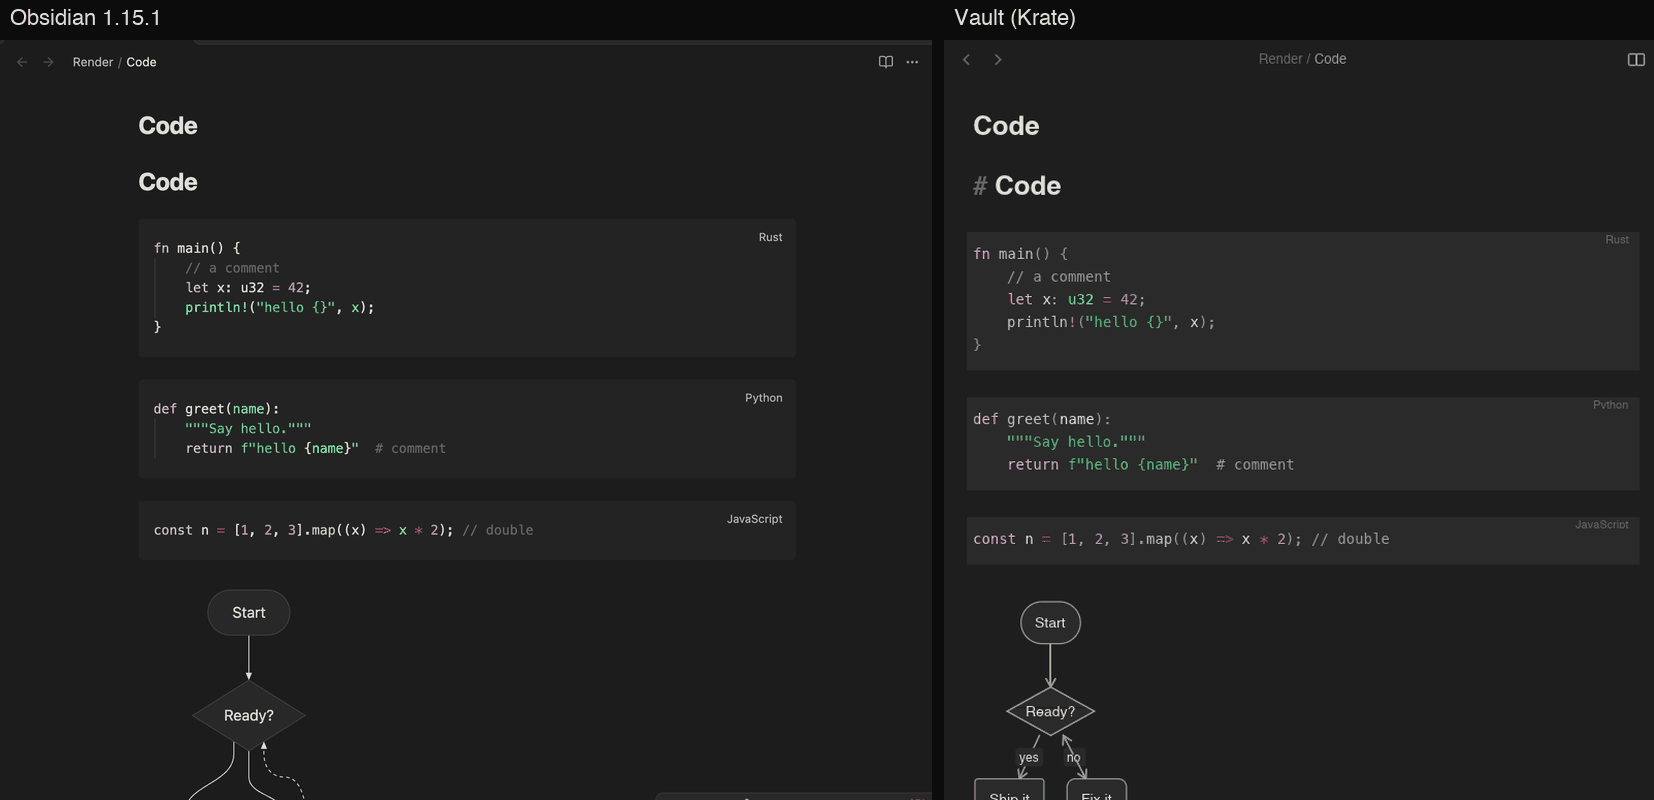 Obsidian 1.15.1
Render / Code
Code
Code
Rust
fn main() {
// a comment
let x: u32 = 42;
println!("hello {}", x);
}
Python
def greet(name):
"""Say hello."""
return f"hello {name}"  # comment
JavaScript
const n = [1, 2, 3].map((x) => x * 2); // double
Start
Ready?
Vault (Krate)
Render / Code
Code
# Code
Rust
fn main() {
// a comment
let x: u32 = 42;
println!("hello {}", x);
}
Python
def greet(name):
"""Say hello."""
return f"hello {name}"  # comment
JavaScript
const n = [1, 2, 3].map((x) => x * 2); // double
Start
Ready?
yes no
Ship it Fix it